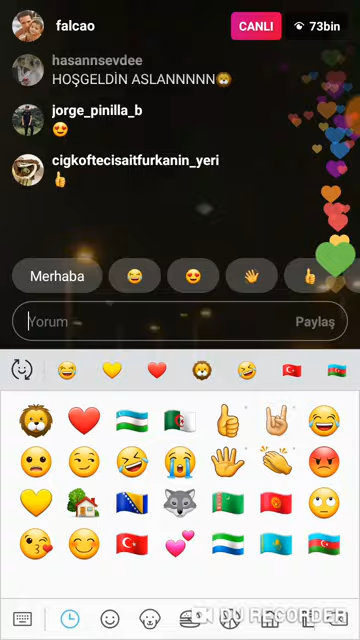 falcao
CANLI
73bin
hasannsevdee
HOŞGELDİN ASLANNNNN🦁
jorge_pinilla_b
😍
cigkoftecisaitfurkanin_yeri
👍
Merhaba
Yorum
Paylaş
DU RECORDER